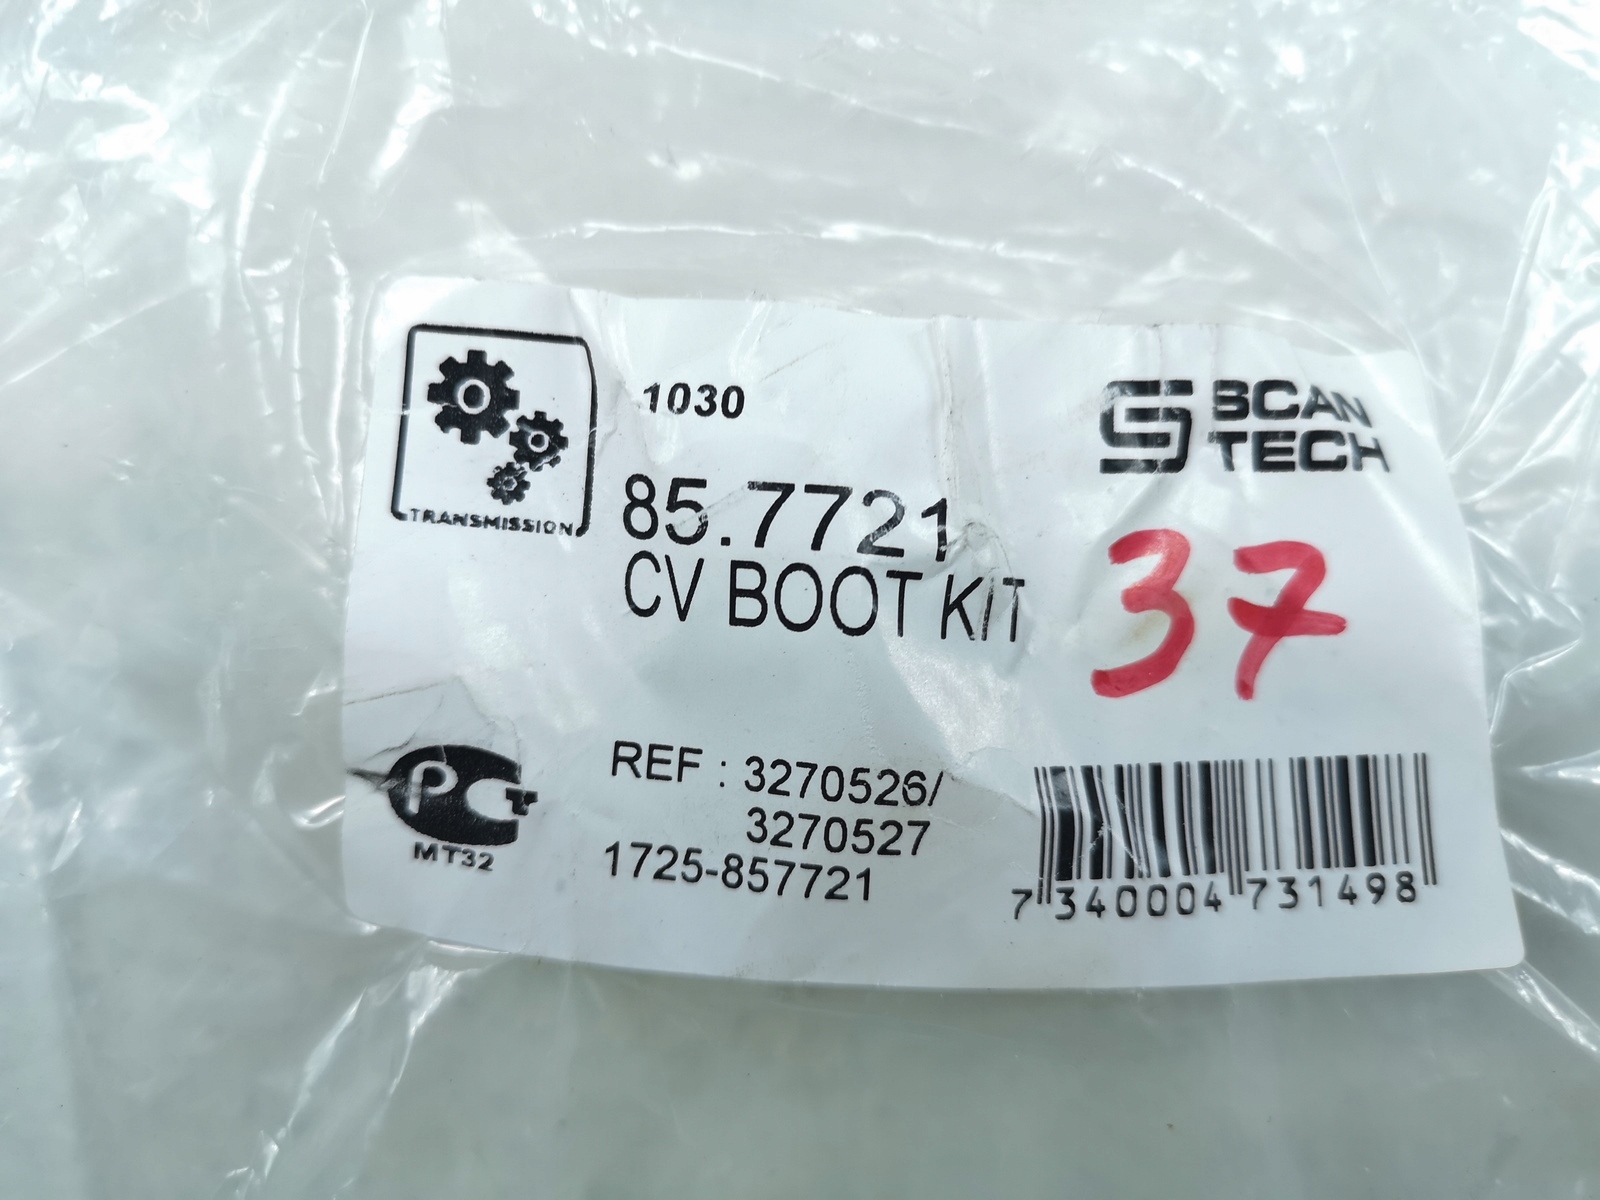 TRANSMISSION
1030
85.7721
CV BOOT KIT
SCAN
TECH
37
PCT
MT32
REF : 3270526/
3270527
1725-857721
7 340004 731498